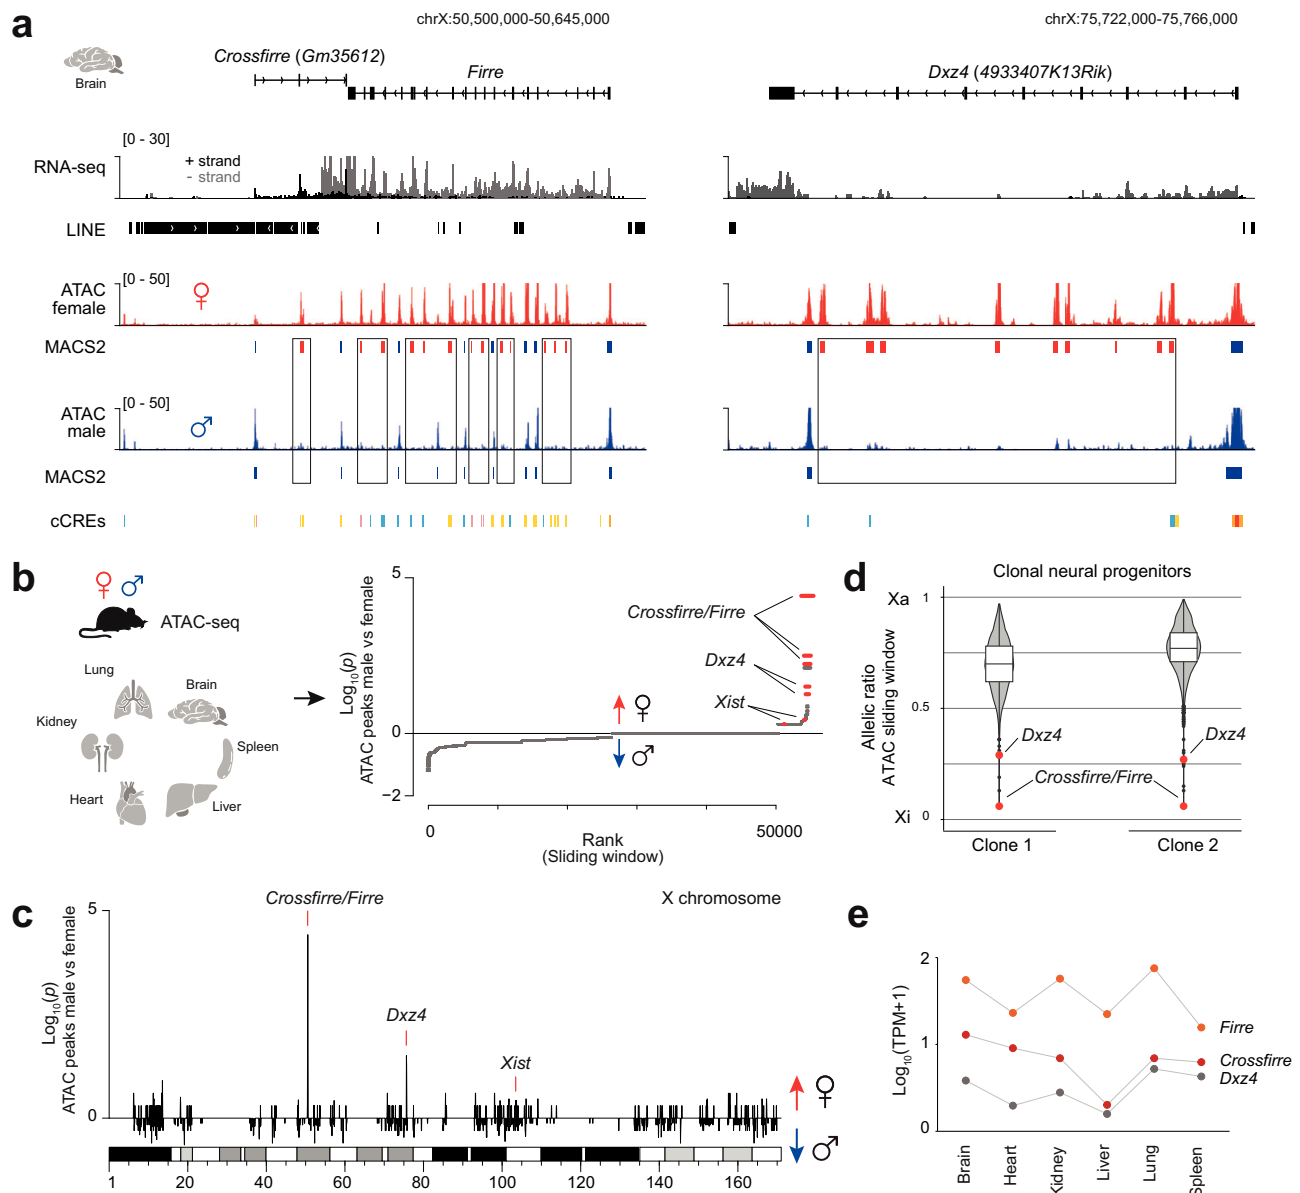 a
chrX:50,500,000-50,645,000
chrX:75,722,000-75,766,000
Brain
Crossfirre (Gm35612)
Firre
Dxz4 (4933407K13Rik)
[0 - 30]
RNA-seq
+ strand
- strand
LINE
ATAC
female
[0 - 50]
♀
MACS2
ATAC
male
[0 - 50]
♂
MACS2
cCREs
b
♀ ♂
ATAC-seq
Lung
Brain
Kidney
Spleen
Heart
Liver
Log10(p)
ATAC peaks male vs female
5
0
−2
Crossfirre/Firre
Dxz4
Xist
♀
♂
0
50000
Rank
(Sliding window)
d
Clonal neural progenitors
Allelic ratio
ATAC sliding window
Xa
1
0.5
Xi
0
Dxz4
Dxz4
Crossfirre/Firre
Clone 1
Clone 2
c
X chromosome
Log10(p)
ATAC peaks male vs female
5
0
Crossfirre/Firre
Dxz4
Xist
♀
♂
1
20
40
60
80
100
120
140
160
e
Log10(TPM+1)
2
1
0
Firre
Crossfirre
Dxz4
Brain
Heart
Kidney
Liver
Lung
Spleen